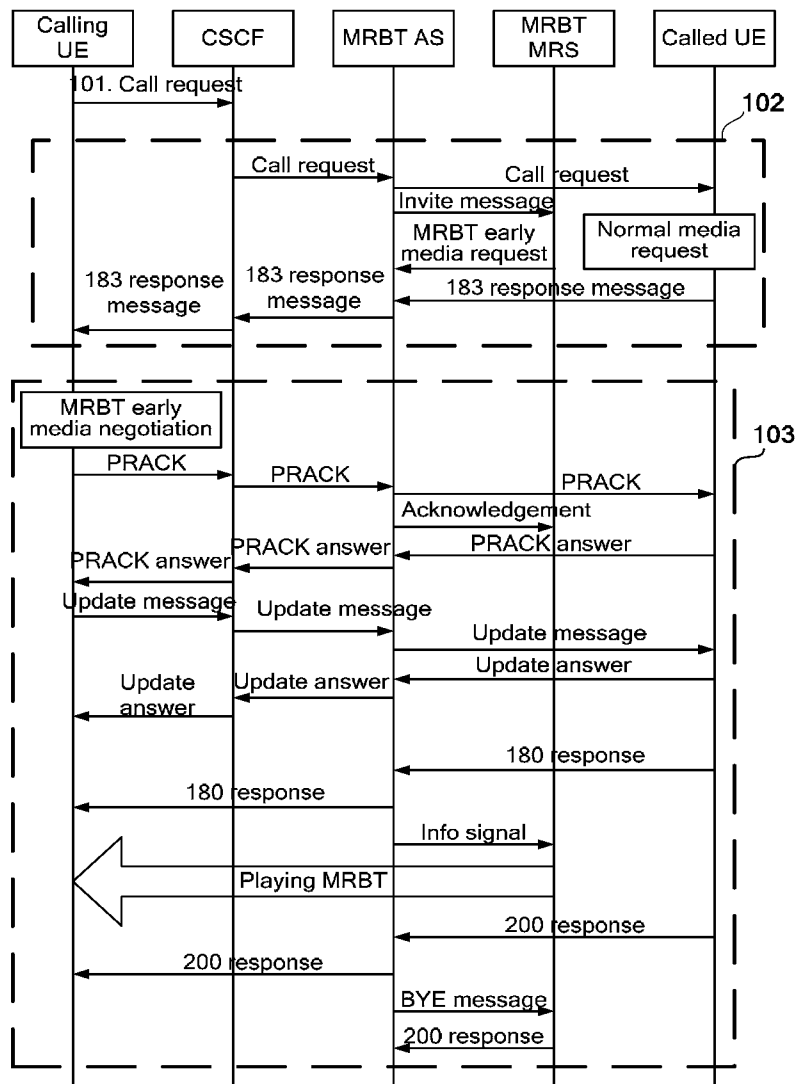 Calling
UE
CSCF
MRBT AS
MRBT
MRS
Called UE
101. Call request
102
Call request
Call request
Invite message
Normal media
request
MRBT early
media request
183 response
message
183 response
message
183 response message
103
MRBT early
media negotiation
PRACK
PRACK
PRACK
Acknowledgement
PRACK answer
PRACK answer
PRACK answer
Update message
Update message
Update message
Update answer
Update answer
Update
answer
180 response
180 response
Info signal
Playing MRBT
200 response
200 response
BYE message
200 response